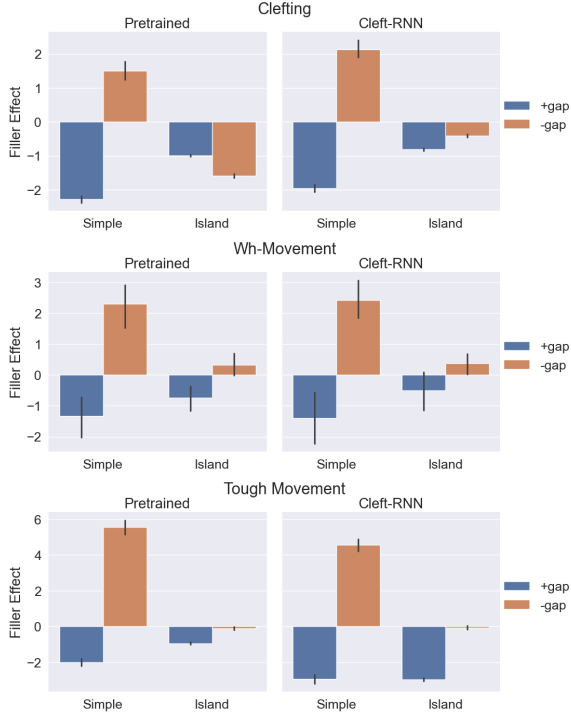 Clefting
Pretrained
Cleft-RNN
Filler Effect
2
1
0
−1
−2
Simple
Island
Simple
Island
+gap
-gap
Wh-Movement
Pretrained
Cleft-RNN
Filler Effect
3
2
1
0
−1
−2
Simple
Island
Simple
Island
+gap
-gap
Tough Movement
Pretrained
Cleft-RNN
Filler Effect
6
4
2
0
−2
Simple
Island
Simple
Island
+gap
-gap